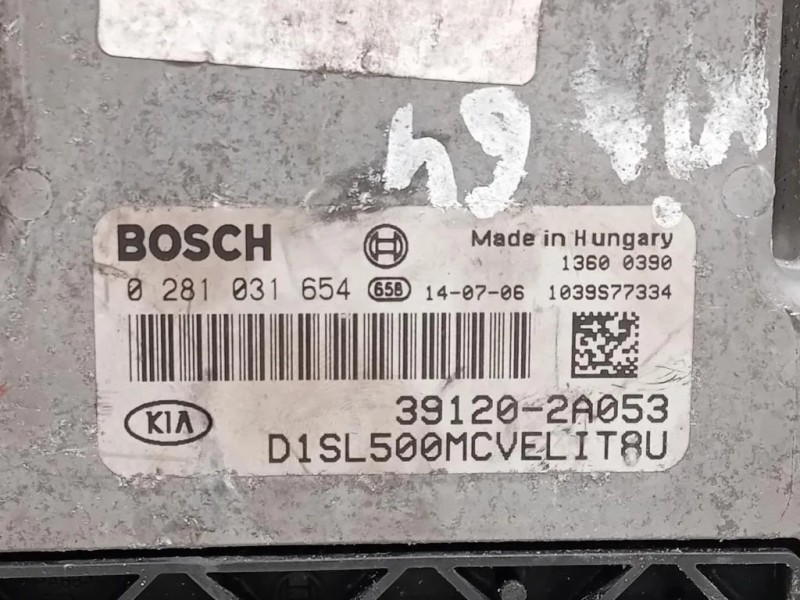 BOSCH Made in Hungary
1360 0390
0 281 031 654 658 14-07-06 1039S77334
39120-2A053
KIA
D1SL500MCVELIT8U